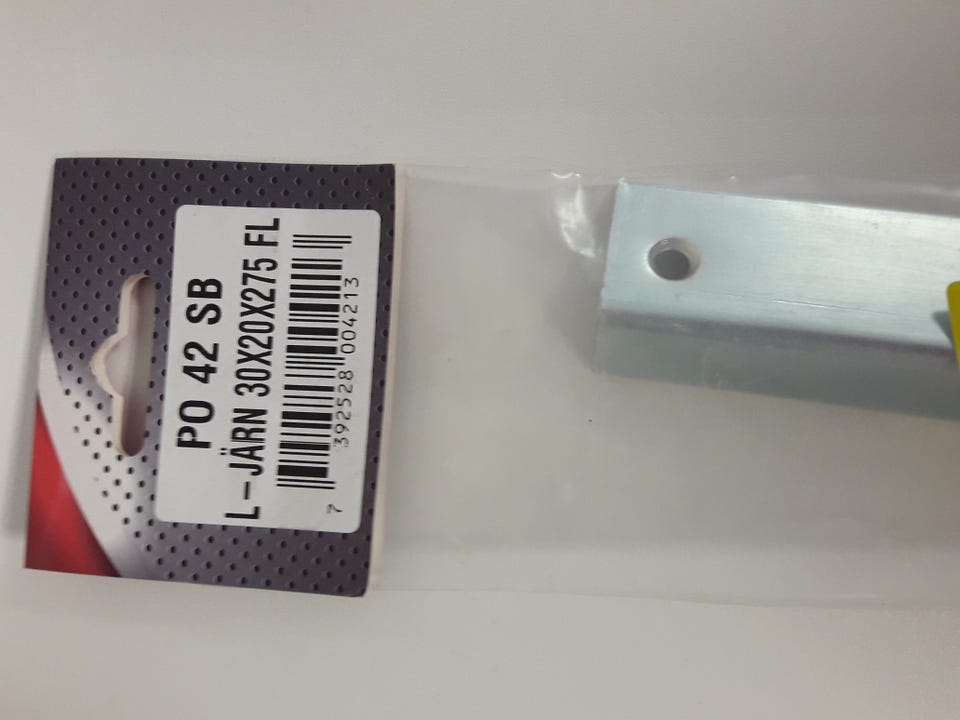 PO 42 SB
L-JÄRN 30X20X275 FL
7 392528 004213